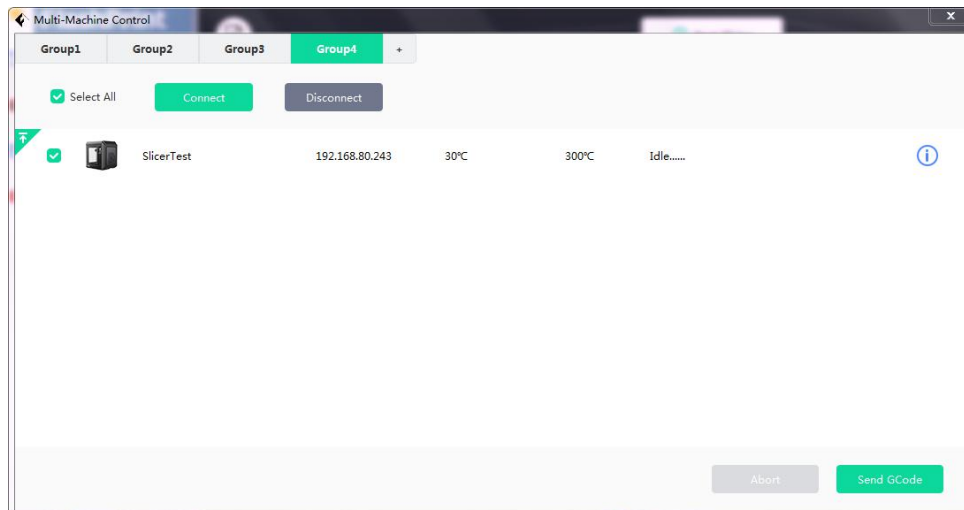 Multi-Machine Control
x
Group1 Group2 Group3 Group4 +
Select All Connect Disconnect
SlicerTest 192.168.80.243 30℃ 300℃ Idle......
Abort Send GCode